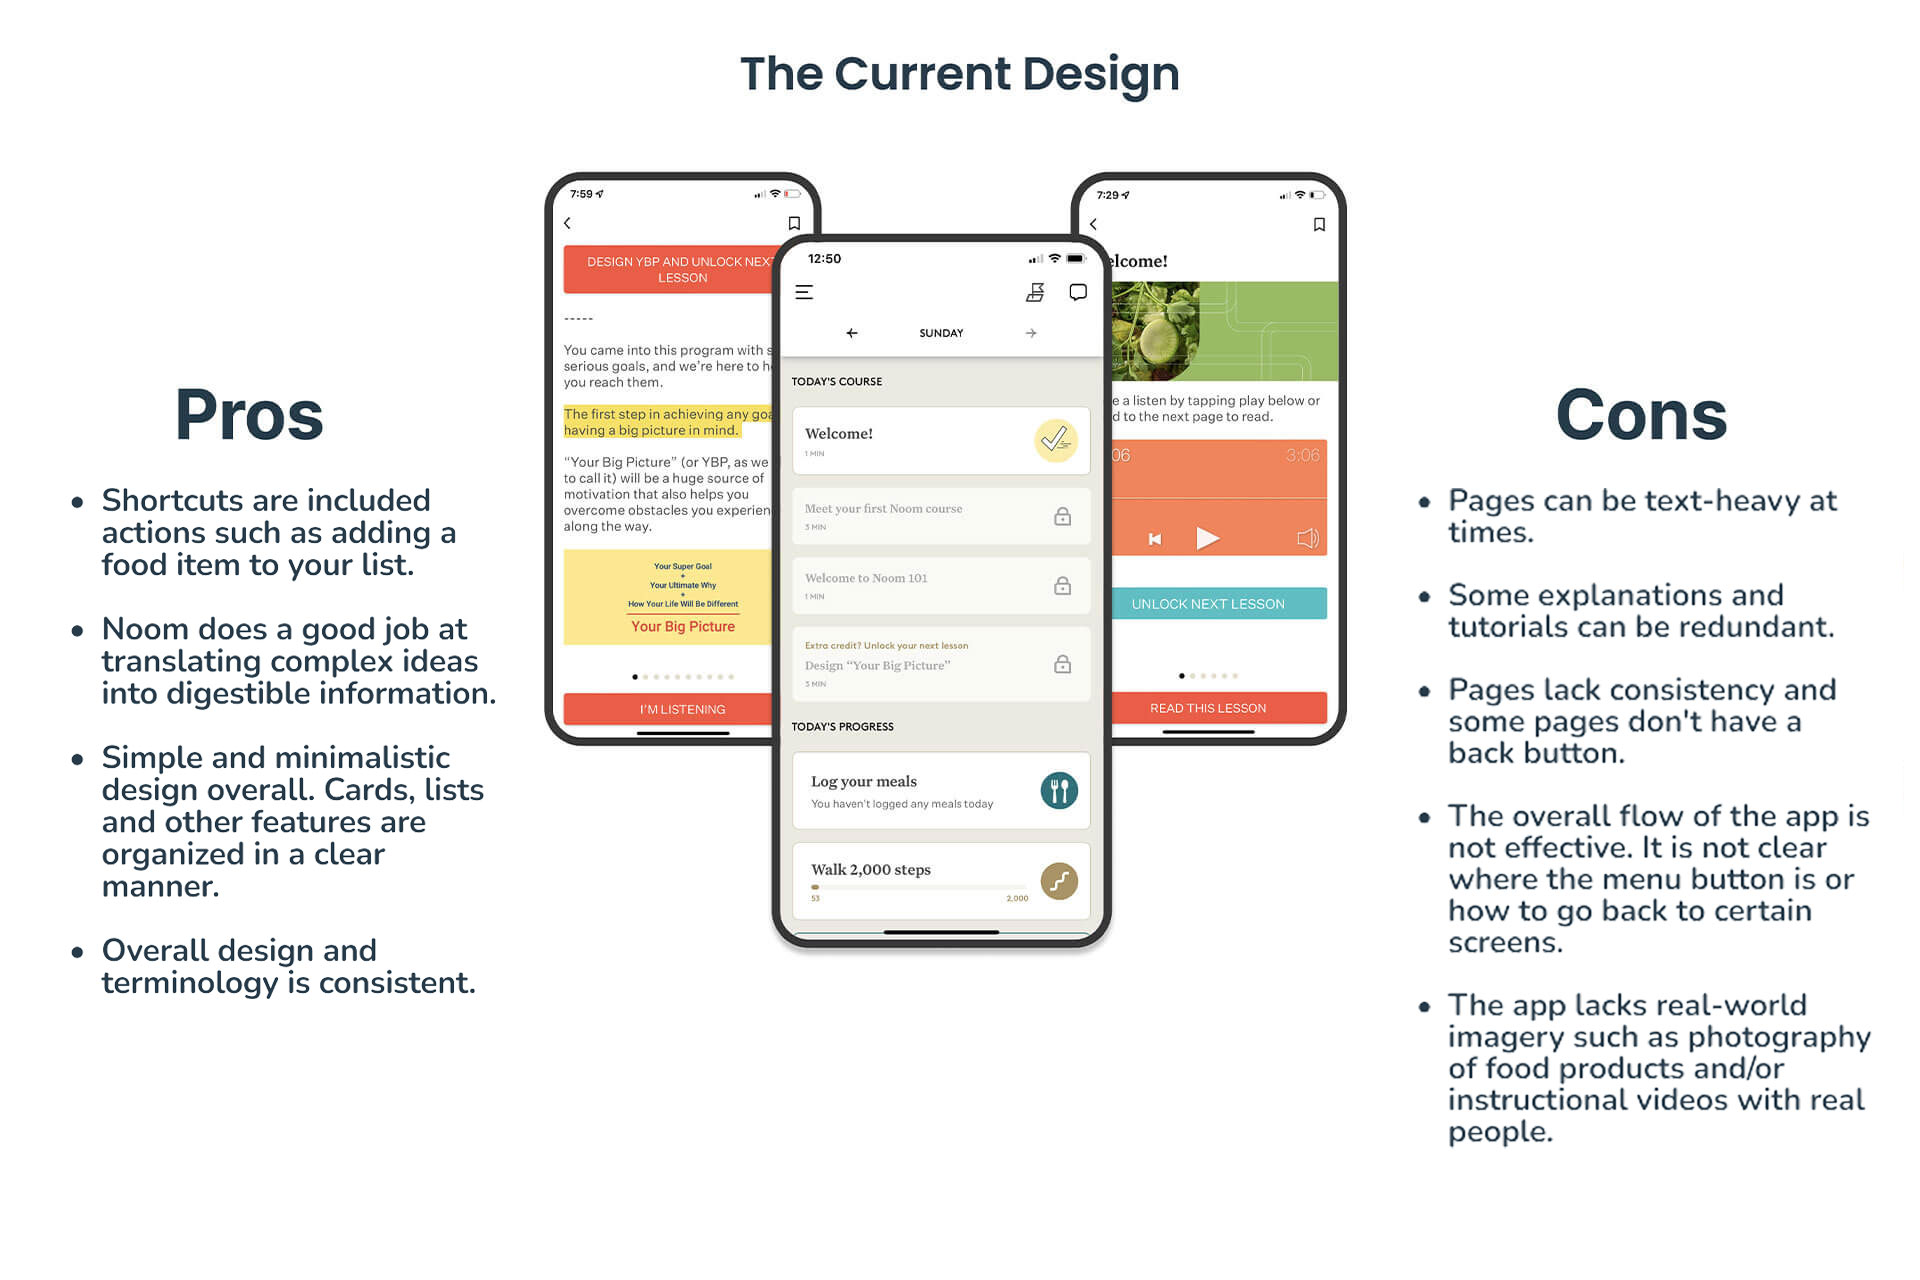 The Current Design
Pros
• Shortcuts are included
actions such as adding a
food item to your list.
• Noom does a good job at
translating complex ideas
into digestible information.
• Simple and minimalistic
design overall. Cards, lists
and other features are
organized in a clear
manner.
• Overall design and
terminology is consistent.
7:59
DESIGN YBP AND UNLOCK NEX
LESSON
-----
You came into this program with s
serious goals, and we're here to h
you reach them.
The first step in achieving any goa
having a big picture in mind.
“Your Big Picture” (or YBP, as we
to call it) will be a huge source of
motivation that also helps you
overcome obstacles you experien
along the way.
Your Super Goal
+
Your Ultimate Why
+
How Your Life Will Be Different
Your Big Picture
I'M LISTENING
12:50
SUNDAY
TODAY'S COURSE
Welcome!
1 MIN
Meet your first Noom course
3 MIN
Welcome to Noom 101
1 MIN
Extra credit? Unlock your next lesson
Design “Your Big Picture”
3 MIN
TODAY'S PROGRESS
Log your meals
You haven't logged any meals today
Walk 2,000 steps
53 2,000
7:29
elcome!
e a listen by tapping play below or
d to the next page to read.
06 3:06
UNLOCK NEXT LESSON
READ THIS LESSON
Cons
• Pages can be text-heavy at
times.
• Some explanations and
tutorials can be redundant.
• Pages lack consistency and
some pages don't have a
back button.
• The overall flow of the app is
not effective. It is not clear
where the menu button is or
how to go back to certain
screens.
• The app lacks real-world
imagery such as photography
of food products and/or
instructional videos with real
people.